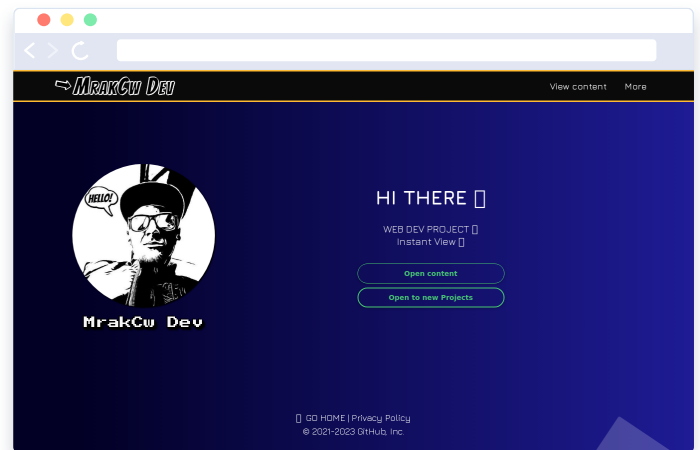 MrakCw Dev
View content
More
HELLO!
HI THERE
WEB DEV PROJECT
Instant View
Open content
Open to new Projects
MrakCw Dev
GO HOME | Privacy Policy
© 2021-2023 GitHub, Inc.